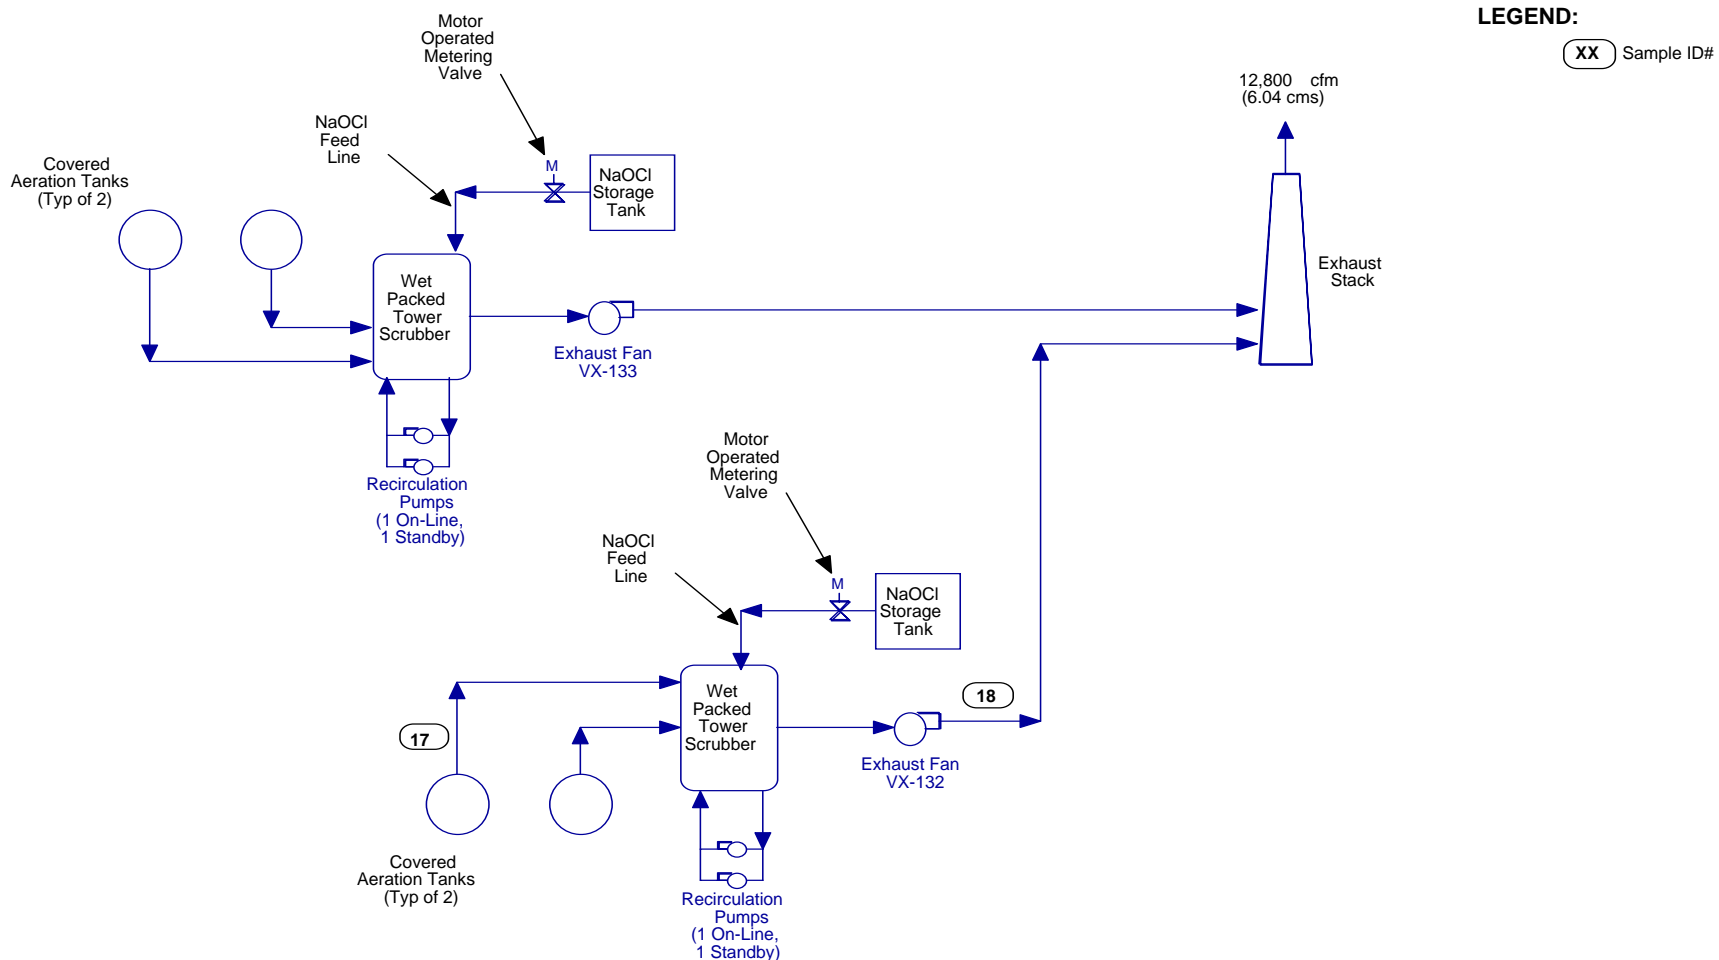 LEGEND:
XX Sample ID#
Motor
Operated
Metering
Valve
12,800 cfm
(6.04 cms)
NaOCl
Feed
Line
Covered
Aeration Tanks
(Typ of 2)
M
NaOCl
Storage
Tank
Wet
Packed
Tower
Scrubber
Exhaust
Stack
Exhaust Fan
VX-133
Recirculation
Pumps
(1 On-Line,
1 Standby)
Motor
Operated
Metering
Valve
NaOCl
Feed
Line
M
NaOCl
Storage
Tank
Wet
Packed
Tower
Scrubber
17
18
Exhaust Fan
VX-132
Covered
Aeration Tanks
(Typ of 2)
Recirculation
Pumps
(1 On-Line,
1 Standby)